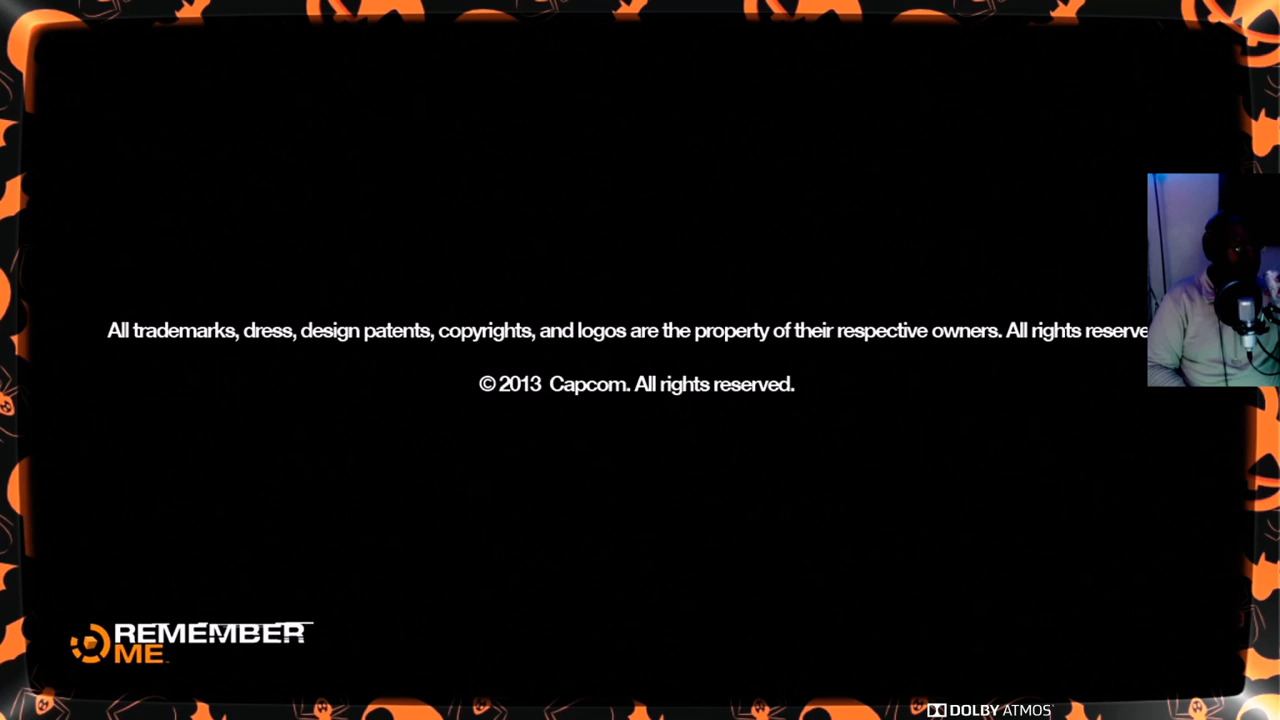 All trademarks, dress, design patents, copyrights, and logos are the property of their respective owners. All rights reserve
© 2013 Capcom. All rights reserved.
REMEMBER
ME
DOLBY ATMOS